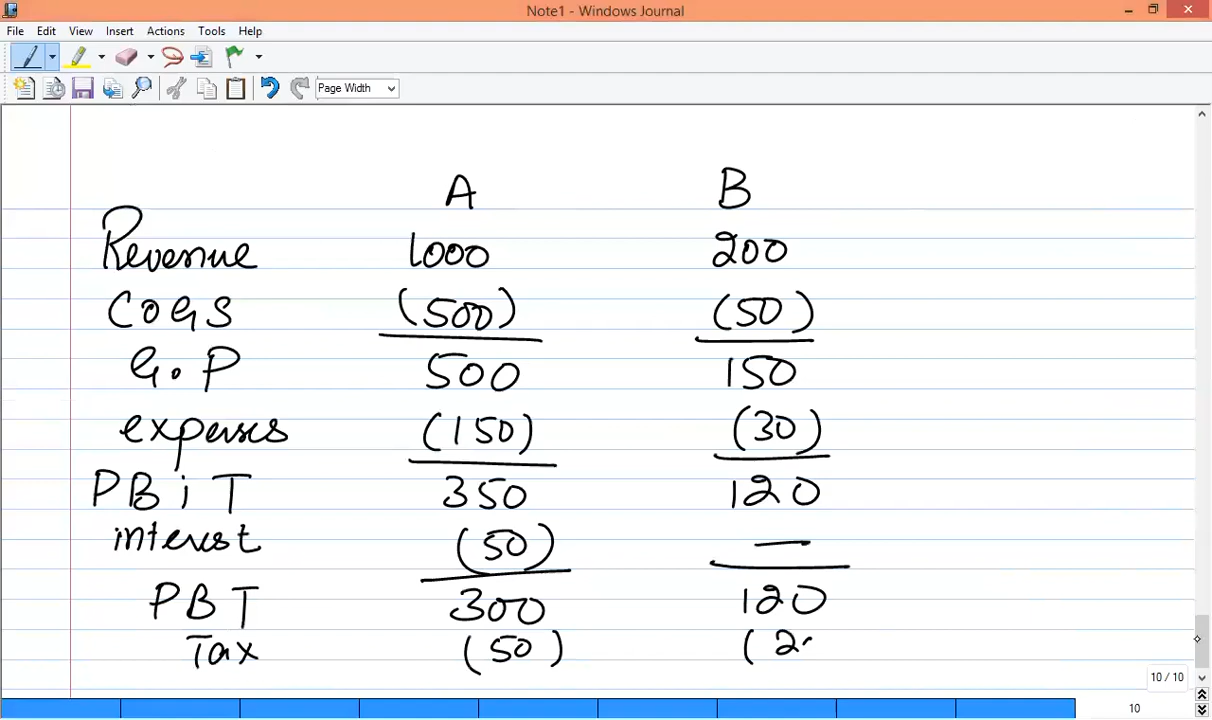 Note1 - Windows Journal
File Edit View Insert Actions Tools Help
Page Width
A B
Revenue 1000 200
COGS (500) (50)
G.P 500 150
expenses (150) (30)
PBiT 350 120
interest (50) —
PBT 300 120
Tax (50) (2
10 / 10
10